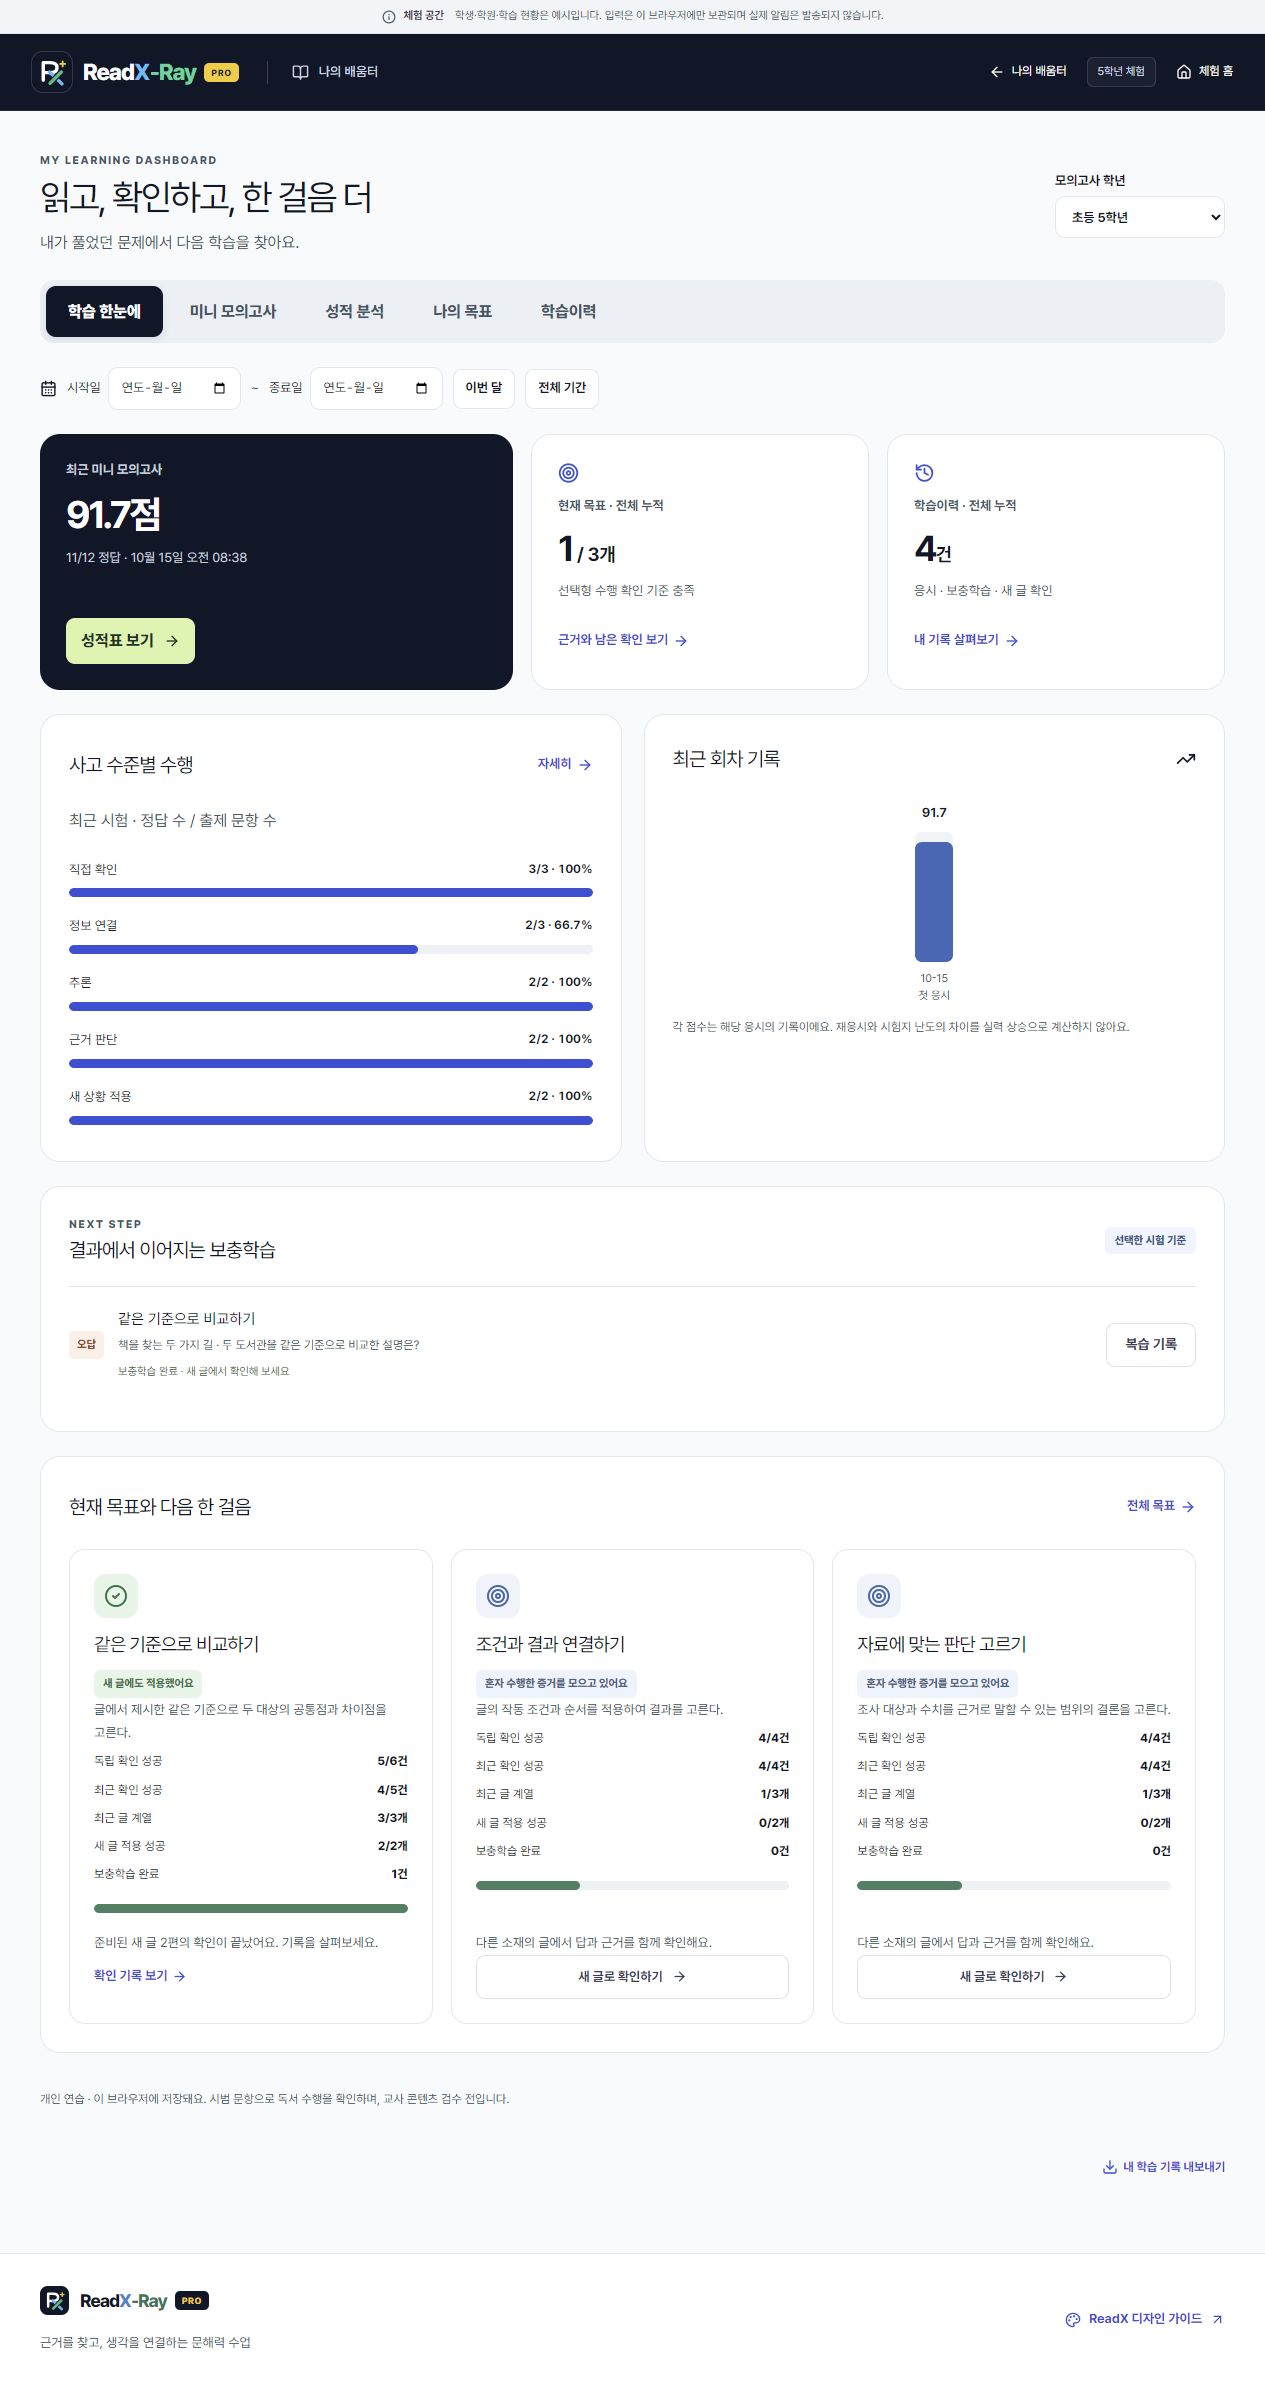 체험 공간 학생·학원·학습 현황은 예시입니다. 입력은 이 브라우저에만 보관되며 실제 알림은 발송되지 않습니다.
ReadX-Ray PRO 나의 배움터
나의 배움터 5학년 체험 체험 홈
MY LEARNING DASHBOARD
읽고, 확인하고, 한 걸음 더
내가 풀었던 문제에서 다음 학습을 찾아요.
모의고사 학년
초등 5학년
학습 한눈에 미니 모의고사 성적 분석 나의 목표 학습이력
시작일 연도-월-일 ~ 종료일 연도-월-일 이번 달 전체 기간
최근 미니 모의고사
91.7점
11/12 정답 · 10월 15일 오전 08:38
성적표 보기
현재 목표 · 전체 누적
1 / 3개
선택형 수행 확인 기준 충족
근거와 남은 확인 보기
학습이력 · 전체 누적
4건
응시 · 보충학습 · 새 글 확인
내 기록 살펴보기
사고 수준별 수행 자세히
최근 시험 · 정답 수 / 출제 문항 수
직접 확인 3/3 · 100%
정보 연결 2/3 · 66.7%
추론 2/2 · 100%
근거 판단 2/2 · 100%
새 상황 적용 2/2 · 100%
최근 회차 기록
91.7
10-15
첫 응시
각 점수는 해당 응시의 기록이에요. 재응시와 시험지 난도의 차이를 실력 상승으로 계산하지 않아요.
NEXT STEP
결과에서 이어지는 보충학습
선택한 시험 기준
오답
같은 기준으로 비교하기
책을 찾는 두 가지 길 · 두 도서관을 같은 기준으로 비교한 설명은?
보충학습 완료 · 새 글에서 확인해 보세요
복습 기록
현재 목표와 다음 한 걸음 전체 목표
같은 기준으로 비교하기
새 글에도 적용했어요
글에서 제시한 같은 기준으로 두 대상의 공통점과 차이점을
고른다.
독립 확인 성공 5/6건
최근 확인 성공 4/5건
최근 글 계열 3/3개
새 글 적용 성공 2/2개
보충학습 완료 1건
준비된 새 글 2편의 확인이 끝났어요. 기록을 살펴보세요.
확인 기록 보기
조건과 결과 연결하기
혼자 수행한 증거를 모으고 있어요
글의 작동 조건과 순서를 적용하여 결과를 고른다.
독립 확인 성공 4/4건
최근 확인 성공 4/4건
최근 글 계열 1/3개
새 글 적용 성공 0/2개
보충학습 완료 0건
다른 소재의 글에서 답과 근거를 함께 확인해요.
새 글로 확인하기
자료에 맞는 판단 고르기
혼자 수행한 증거를 모으고 있어요
조사 대상과 수치를 근거로 말할 수 있는 범위의 결론을 고른다.
독립 확인 성공 4/4건
최근 확인 성공 4/4건
최근 글 계열 1/3개
새 글 적용 성공 0/2개
보충학습 완료 0건
다른 소재의 글에서 답과 근거를 함께 확인해요.
새 글로 확인하기
개인 연습 · 이 브라우저에 저장돼요. 시범 문항으로 독서 수행을 확인하며, 교사 콘텐츠 검수 전입니다.
내 학습 기록 내보내기
ReadX-Ray PRO
근거를 찾고, 생각을 연결하는 문해력 수업
ReadX 디자인 가이드